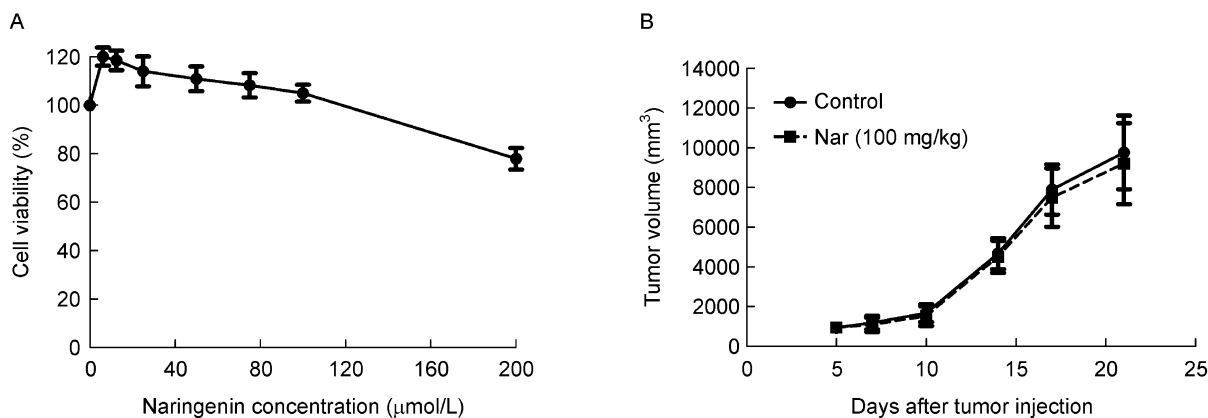 A
120
100
80
60
40
20
0
Cell viability (%)
0 40 80 120 160 200
Naringenin concentration (μmol/L)
B
14000
12000
10000
8000
6000
4000
2000
0
Tumor volume (mm³)
Control
Nar (100 mg/kg)
0 5 10 15 20 25
Days after tumor injection